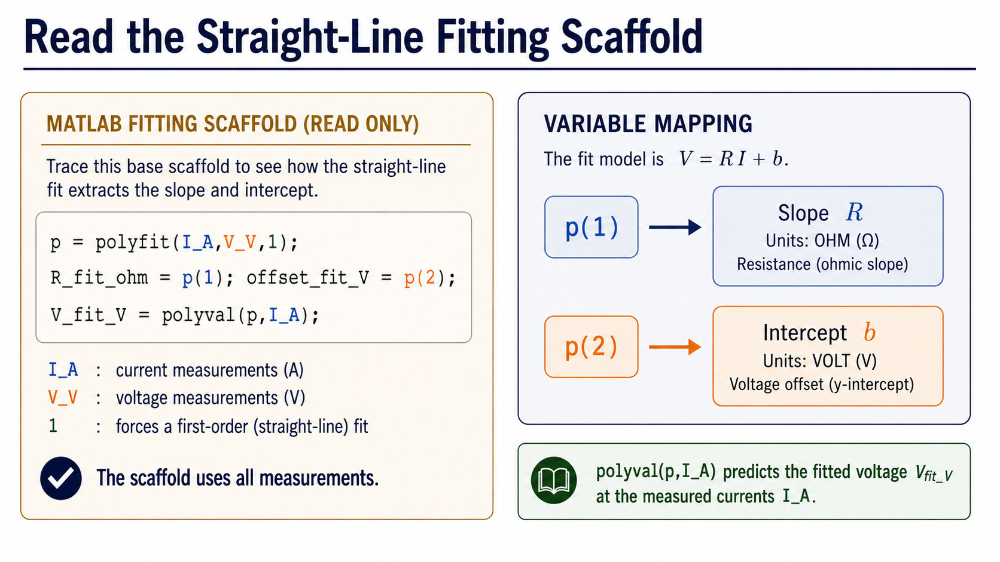 Read the Straight-Line Fitting Scaffold
MATLAB FITTING SCAFFOLD (READ ONLY)
Trace this base scaffold to see how the straight-line
fit extracts the slope and intercept.
p = polyfit(I_A,V_V,1);
R_fit_ohm = p(1); offset_fit_V = p(2);
V_fit_V = polyval(p,I_A);
I_A : current measurements (A)
V_V : voltage measurements (V)
1 : forces a first-order (straight-line) fit
The scaffold uses all measurements.
VARIABLE MAPPING
The fit model is V = R I + b.
p(1)
Slope R
Units: OHM (Ω)
Resistance (ohmic slope)
p(2)
Intercept b
Units: VOLT (V)
Voltage offset (y-intercept)
polyval(p,I_A) predicts the fitted voltage V_fit_V
at the measured currents I_A.